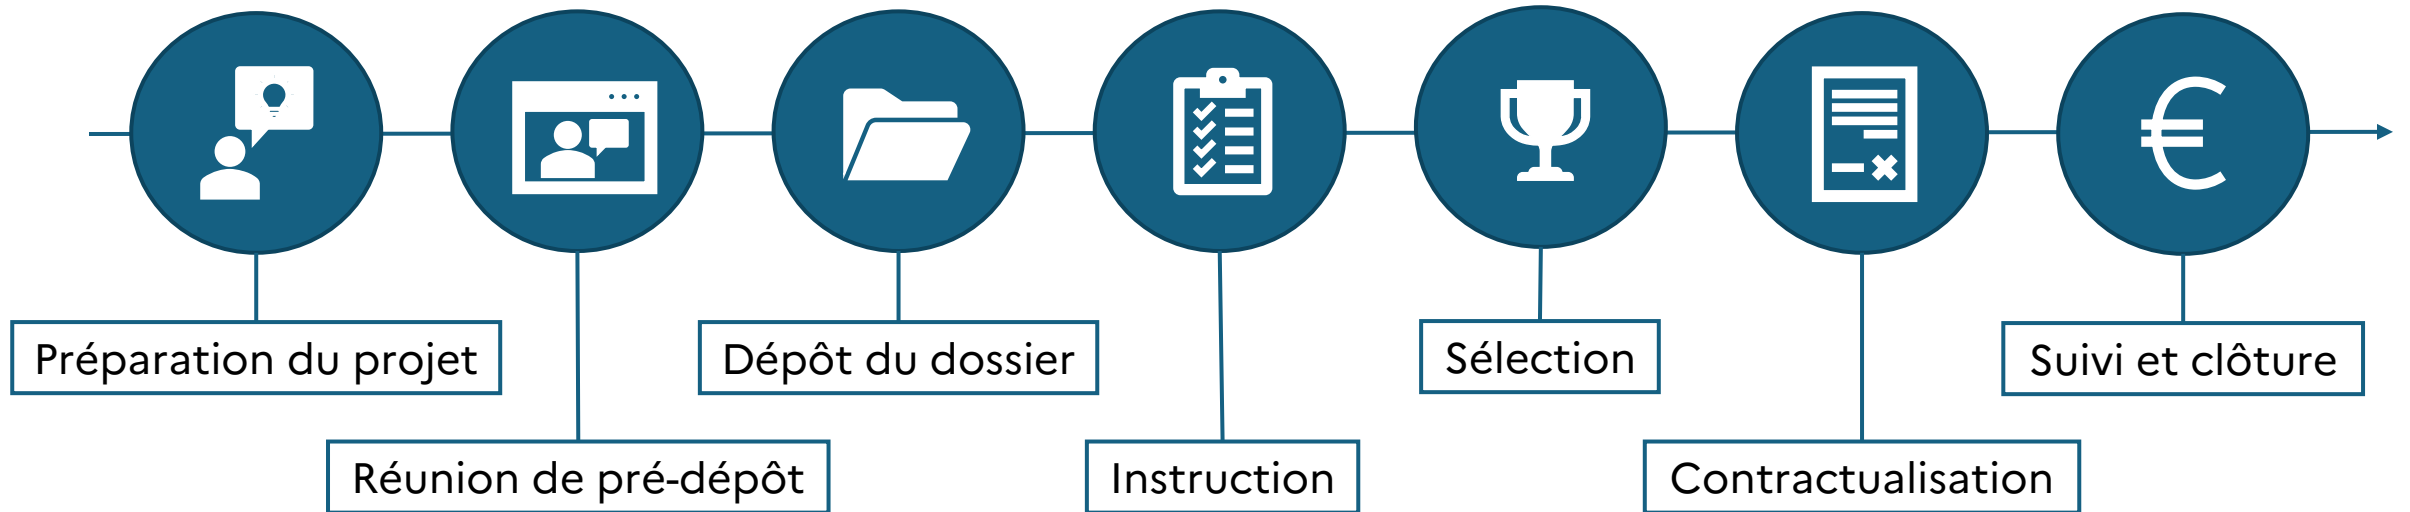 Préparation du projet
Réunion de pré-dépôt
Dépôt du dossier
Instruction
Sélection
Contractualisation
Suivi et clôture